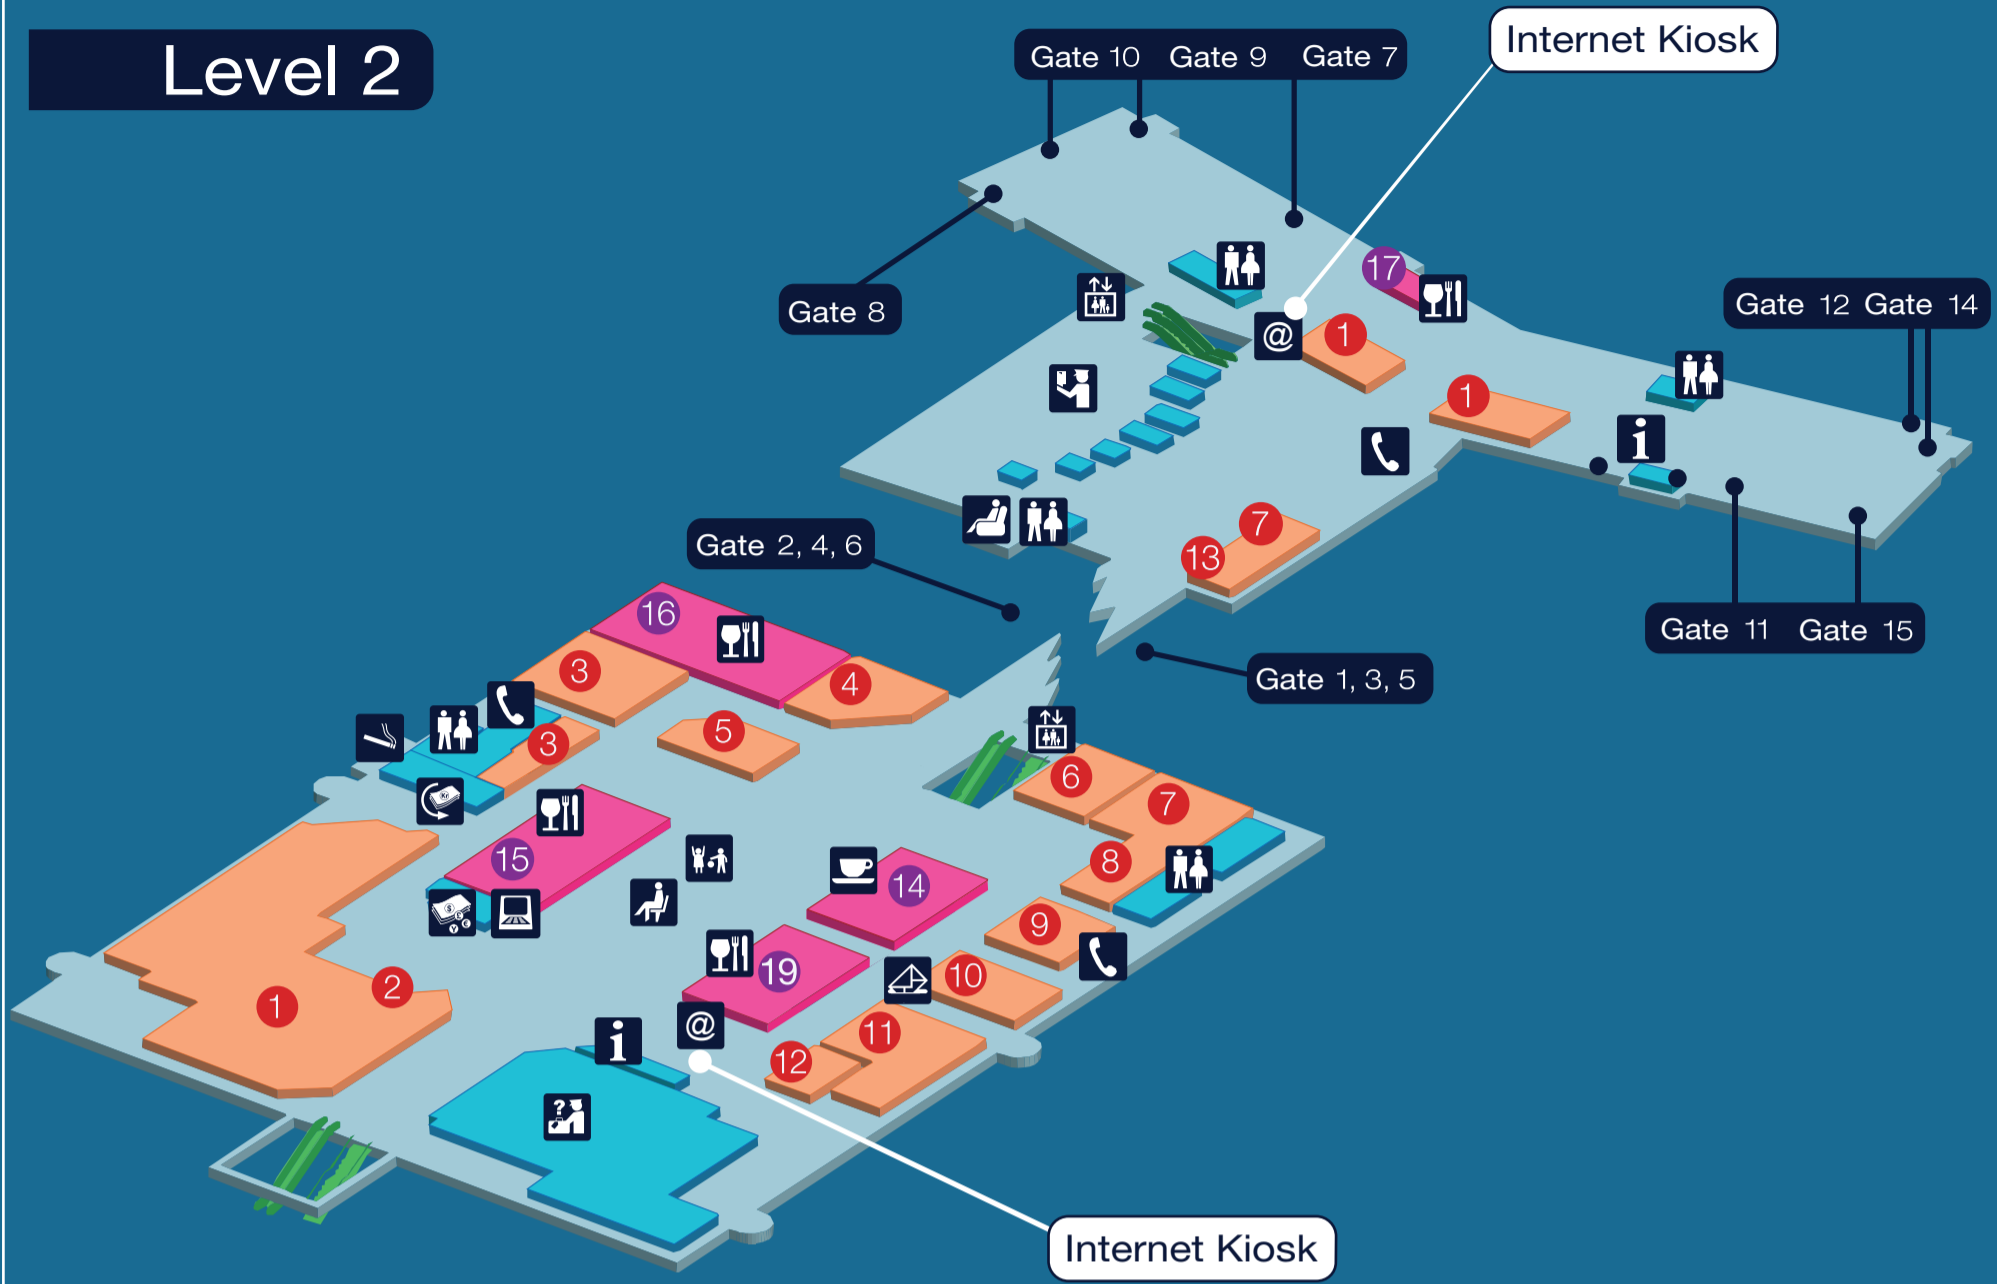 Level 2
Internet Kiosk
Gate 10 Gate 9 Gate 7
Gate 8
17
Gate 12 Gate 14
@
1
1
i
7
13
Gate 2, 4, 6
Gate 11 Gate 15
Gate 1, 3, 5
16
3
4
5
3
6
7
15
8
14
9
19
10
2
1
@
11
i
12
?
Internet Kiosk